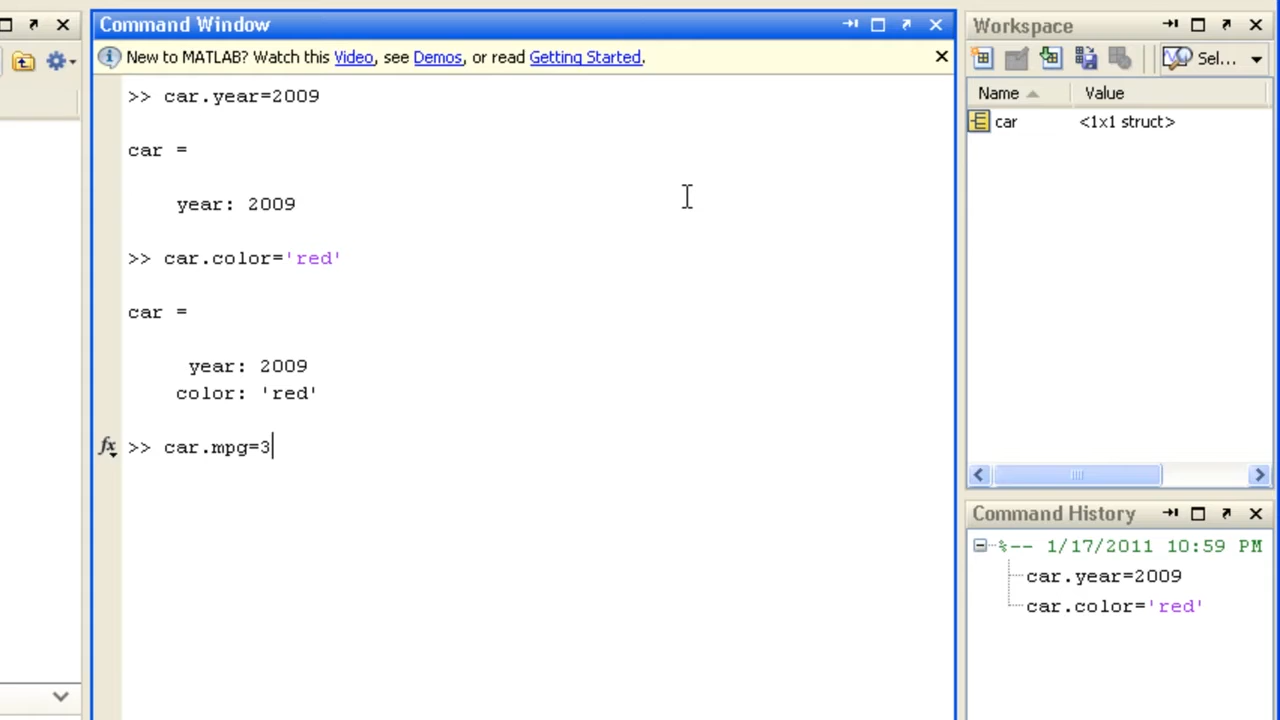 Command Window
New to MATLAB? Watch this Video, see Demos, or read Getting Started.
>> car.year=2009
car =
year: 2009
>> car.color='red'
car =
year: 2009
color: 'red'
fx >> car.mpg=3
Workspace
Sel...
Name Value
car <1x1 struct>
Command History
%-- 1/17/2011 10:59 PM
car.year=2009
car.color='red'